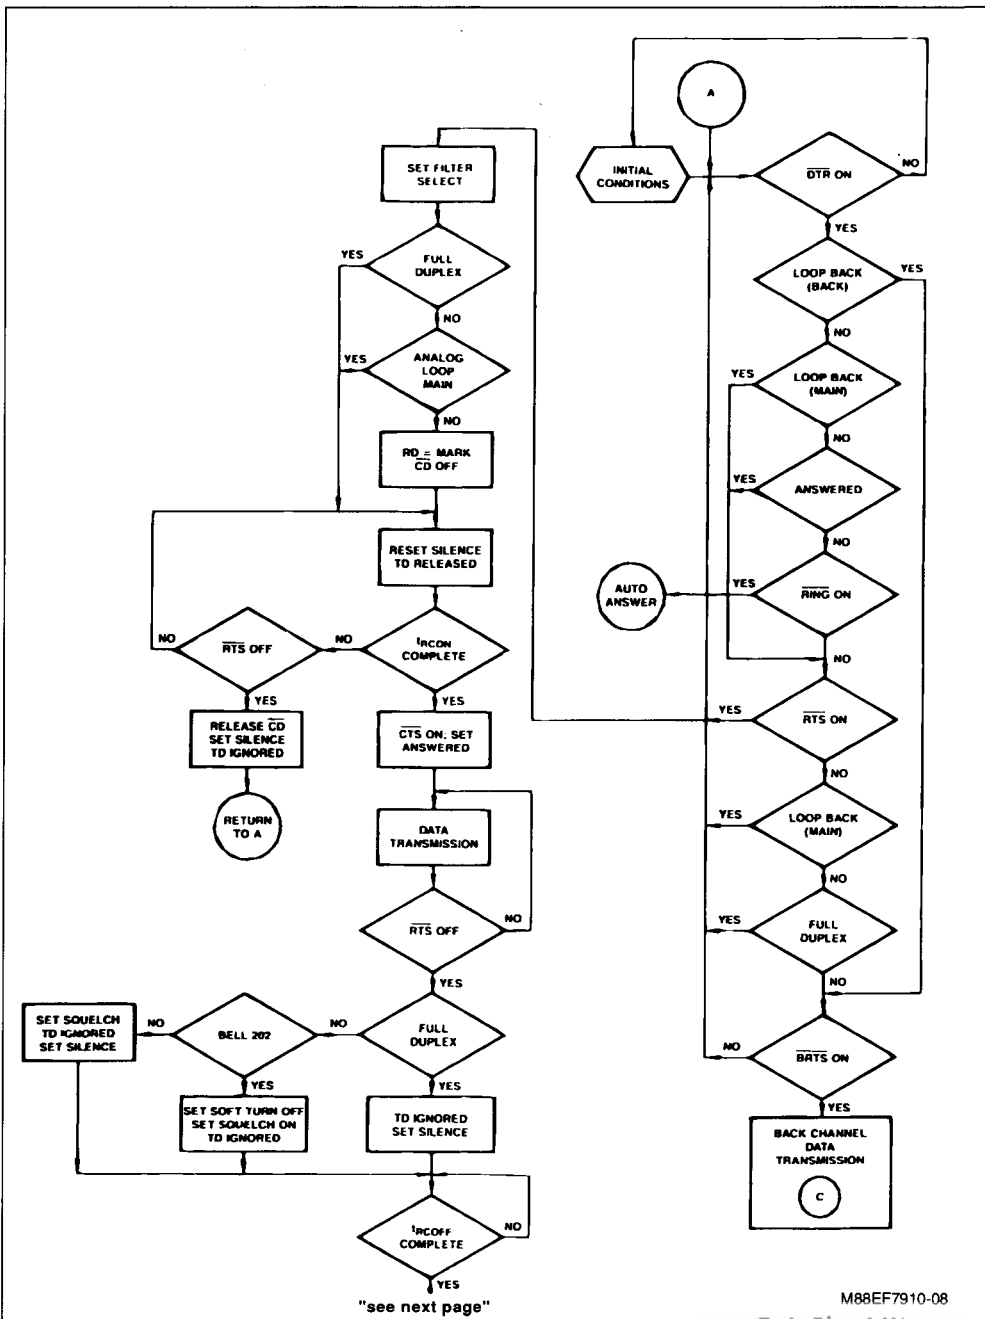 A
INITIAL
CONDITIONS
DTR ON
NO
YES
LOOP BACK
(BACK)
YES
NO
LOOP BACK
(MAIN)
YES
NO
ANSWERED
YES
NO
RING ON
YES
AUTO
ANSWER
NO
RTS ON
YES
NO
LOOP BACK
(MAIN)
YES
NO
FULL
DUPLEX
YES
NO
BRTS ON
NO
YES
BACK CHANNEL
DATA
TRANSMISSION
C
SET FILTER
SELECT
FULL
DUPLEX
YES
NO
ANALOG
LOOP
MAIN
YES
NO
RD = MARK
CD OFF
RESET SILENCE
TD RELEASED
tRCON
COMPLETE
NO
YES
RTS OFF
NO
YES
RELEASE CD
SET SILENCE
TD IGNORED
RETURN
TO A
CTS ON; SET
ANSWERED
DATA
TRANSMISSION
RTS OFF
NO
YES
FULL
DUPLEX
NO
YES
BELL 202
NO
YES
SET SQUELCH
TD IGNORED
SET SILENCE
SET SOFT TURN OFF
SET SQUELCH ON
TD IGNORED
TD IGNORED
SET SILENCE
tRCOFF
COMPLETE
NO
YES
"see next page"
M88EF7910-08